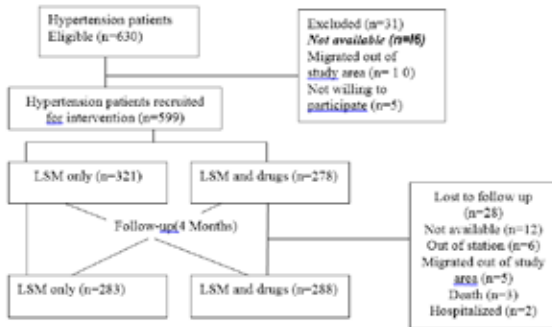 Hypertension patients
Eligible (n=630)
Excluded (n=31)
Not available (n=16)
Migrated out of
study area (n= 1 0)
Not willing to
participate (n=5)
Hypertension patients recruited
for intervention (n=599)
LSM only (n=321)
LSM and drugs (n=278)
Follow-up(4 Months)
Lost to follow up
(n=28)
Not available (n=12)
Out of station (n=6)
Migrated out of study
area (n=5)
Death (n=3)
Hospitalized (n=2)
LSM only (n=283)
LSM and drugs (n=288)